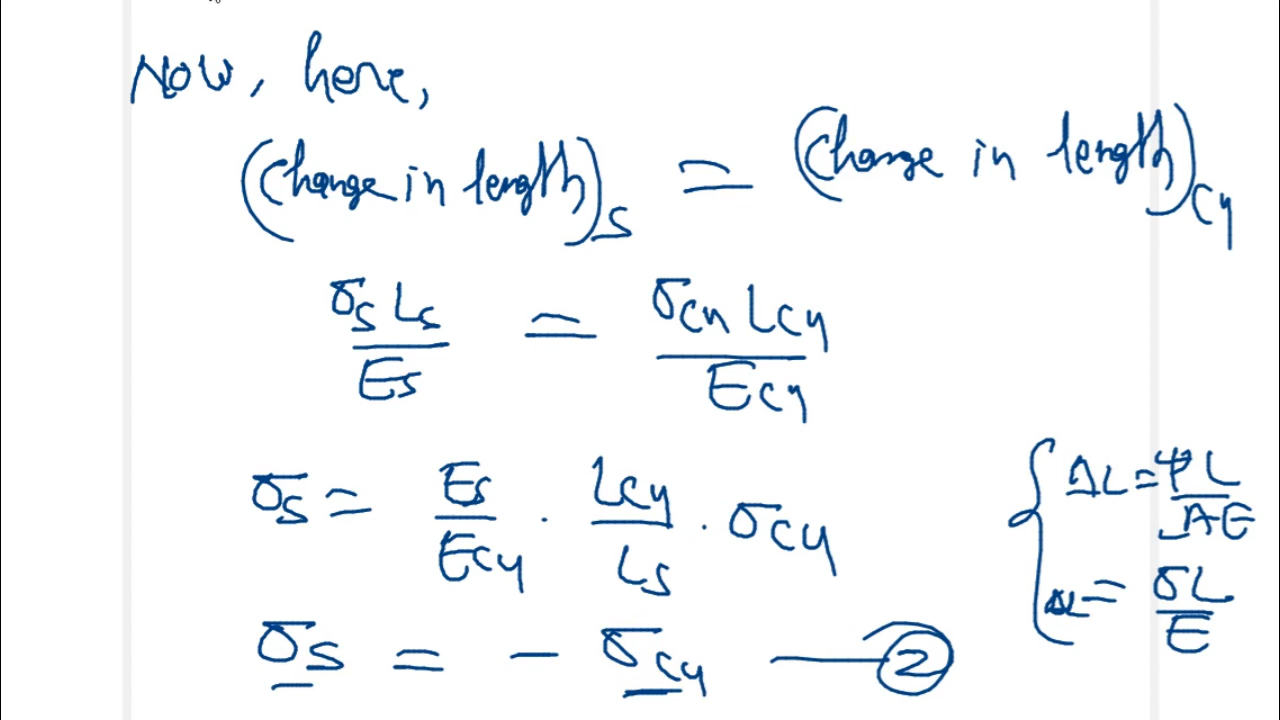 Now, here,
(Change in length)s = (Change in length)cy
σs Ls / Es = σcy Lcy / Ecy
σs = Es / Ecy · Lcy / Ls · σcy
{ ΔL = PL / AE
ΔL = σL / E
σs = - σcy — 2